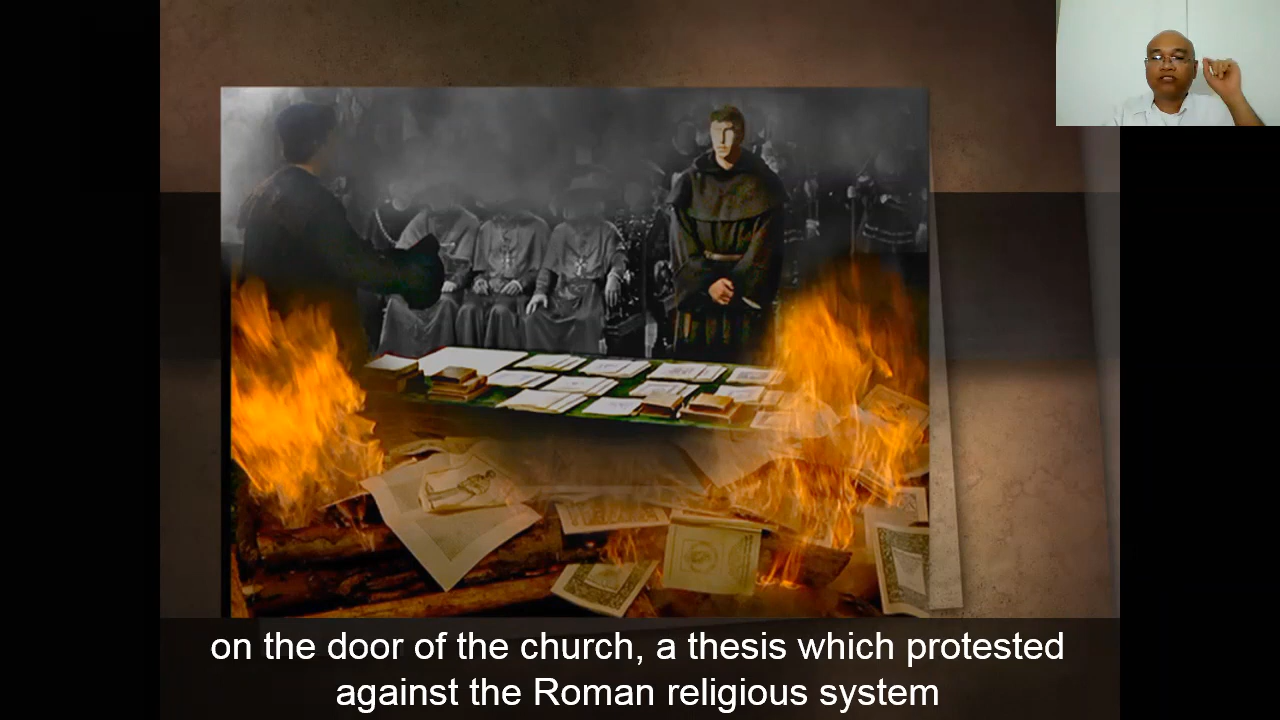 on the door of the church, a thesis which protested
against the Roman religious system